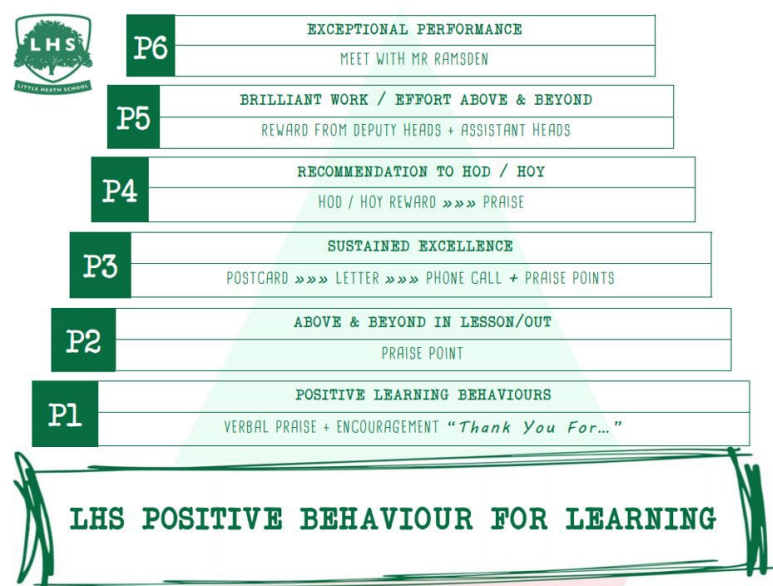 LHS
LITTLE HEATH SCHOOL
P6
EXCEPTIONAL PERFORMANCE
MEET WITH MR RAMSDEN
P5
BRILLIANT WORK / EFFORT ABOVE & BEYOND
REWARD FROM DEPUTY HEADS + ASSISTANT HEADS
P4
RECOMMENDATION TO HOD / HOY
HOD / HOY REWARD »»» PRAISE
P3
SUSTAINED EXCELLENCE
POSTCARD »»» LETTER »»» PHONE CALL + PRAISE POINTS
P2
ABOVE & BEYOND IN LESSON/OUT
PRAISE POINT
P1
POSITIVE LEARNING BEHAVIOURS
VERBAL PRAISE + ENCOURAGEMENT “Thank You For…”
LHS POSITIVE BEHAVIOUR FOR LEARNING